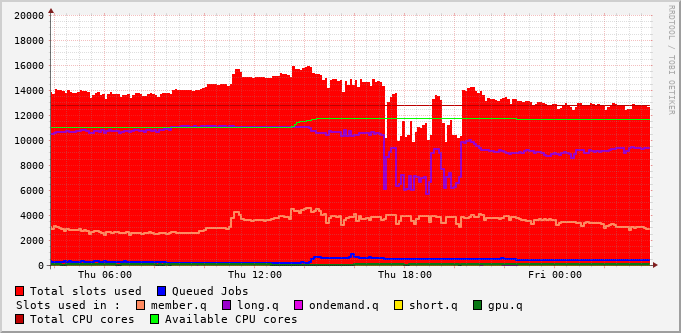 20000
18000
16000
14000
12000
10000
8000
6000
4000
2000
0
Thu 06:00 Thu 12:00 Thu 18:00 Fri 00:00
RRDTOOL / TOBI OETIKER
Total slots used Queued Jobs
Slots used in : member.q long.q ondemand.q short.q gpu.q
Total CPU cores Available CPU cores